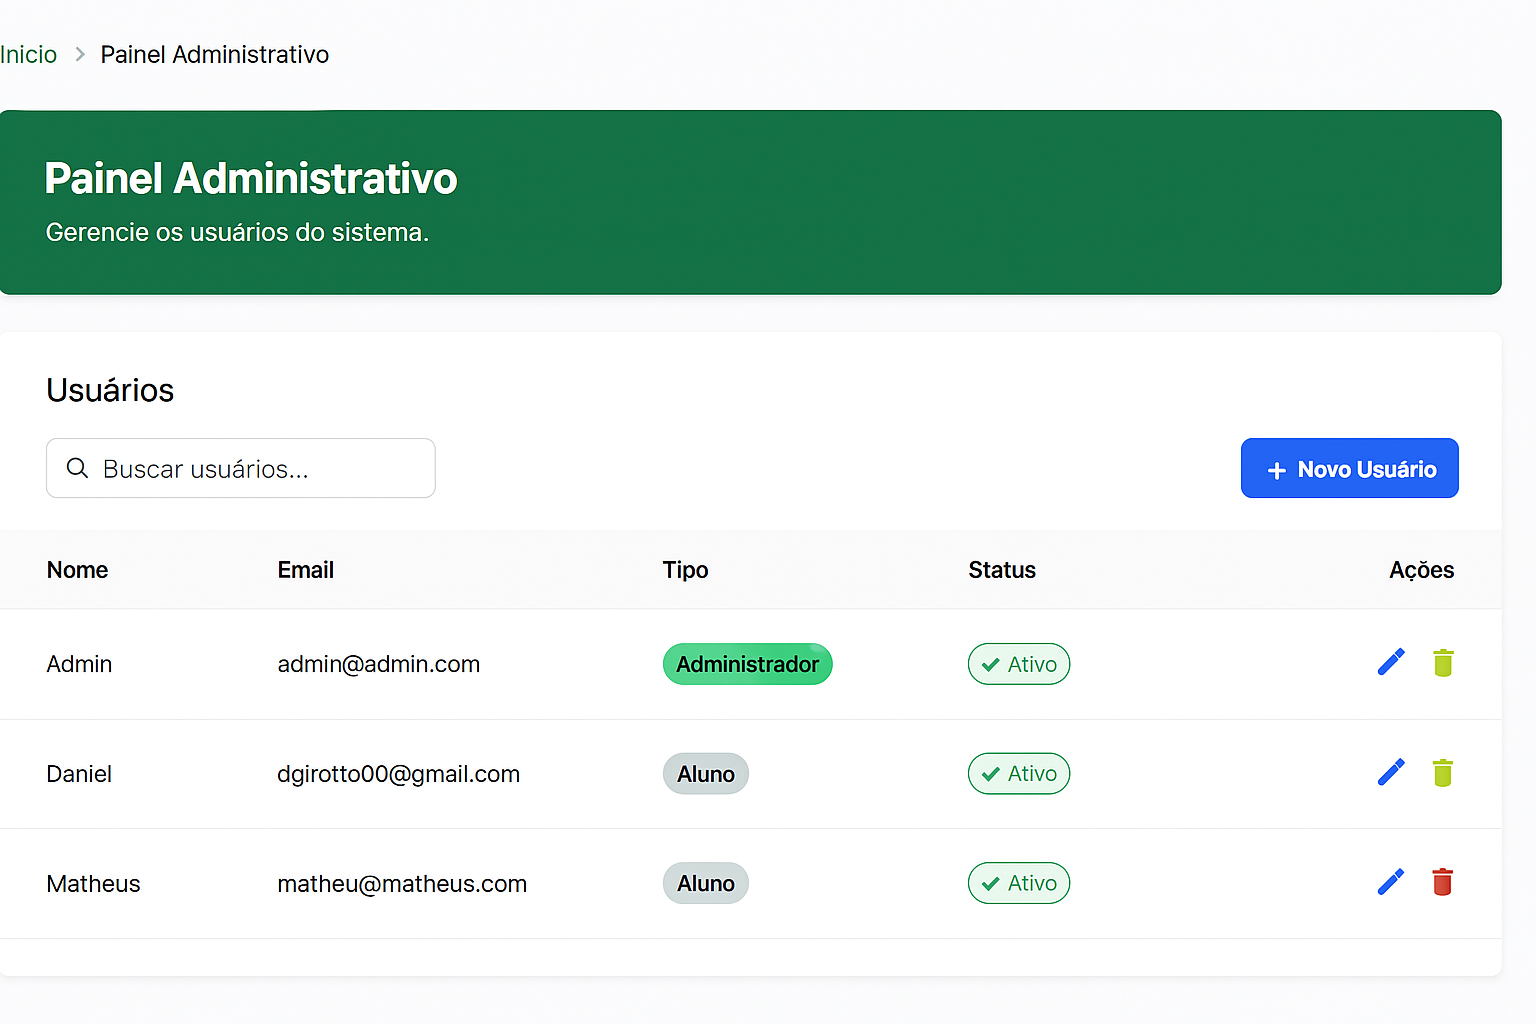 Inicio > Painel Administrativo
Painel Administrativo
Gerencie os usuários do sistema.
Usuários
Buscar usuários...
+ Novo Usuário
Nome Email Tipo Status Ações
Admin admin@admin.com Administrador Ativo
Daniel dgirotto00@gmail.com Aluno Ativo
Matheus matheu@matheus.com Aluno Ativo